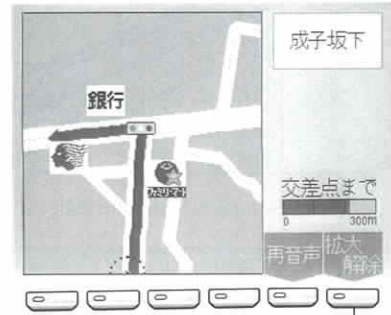 成子坂下
銀行
ファミリーマート
交差点まで
0 300m
再音声
拡大
解除